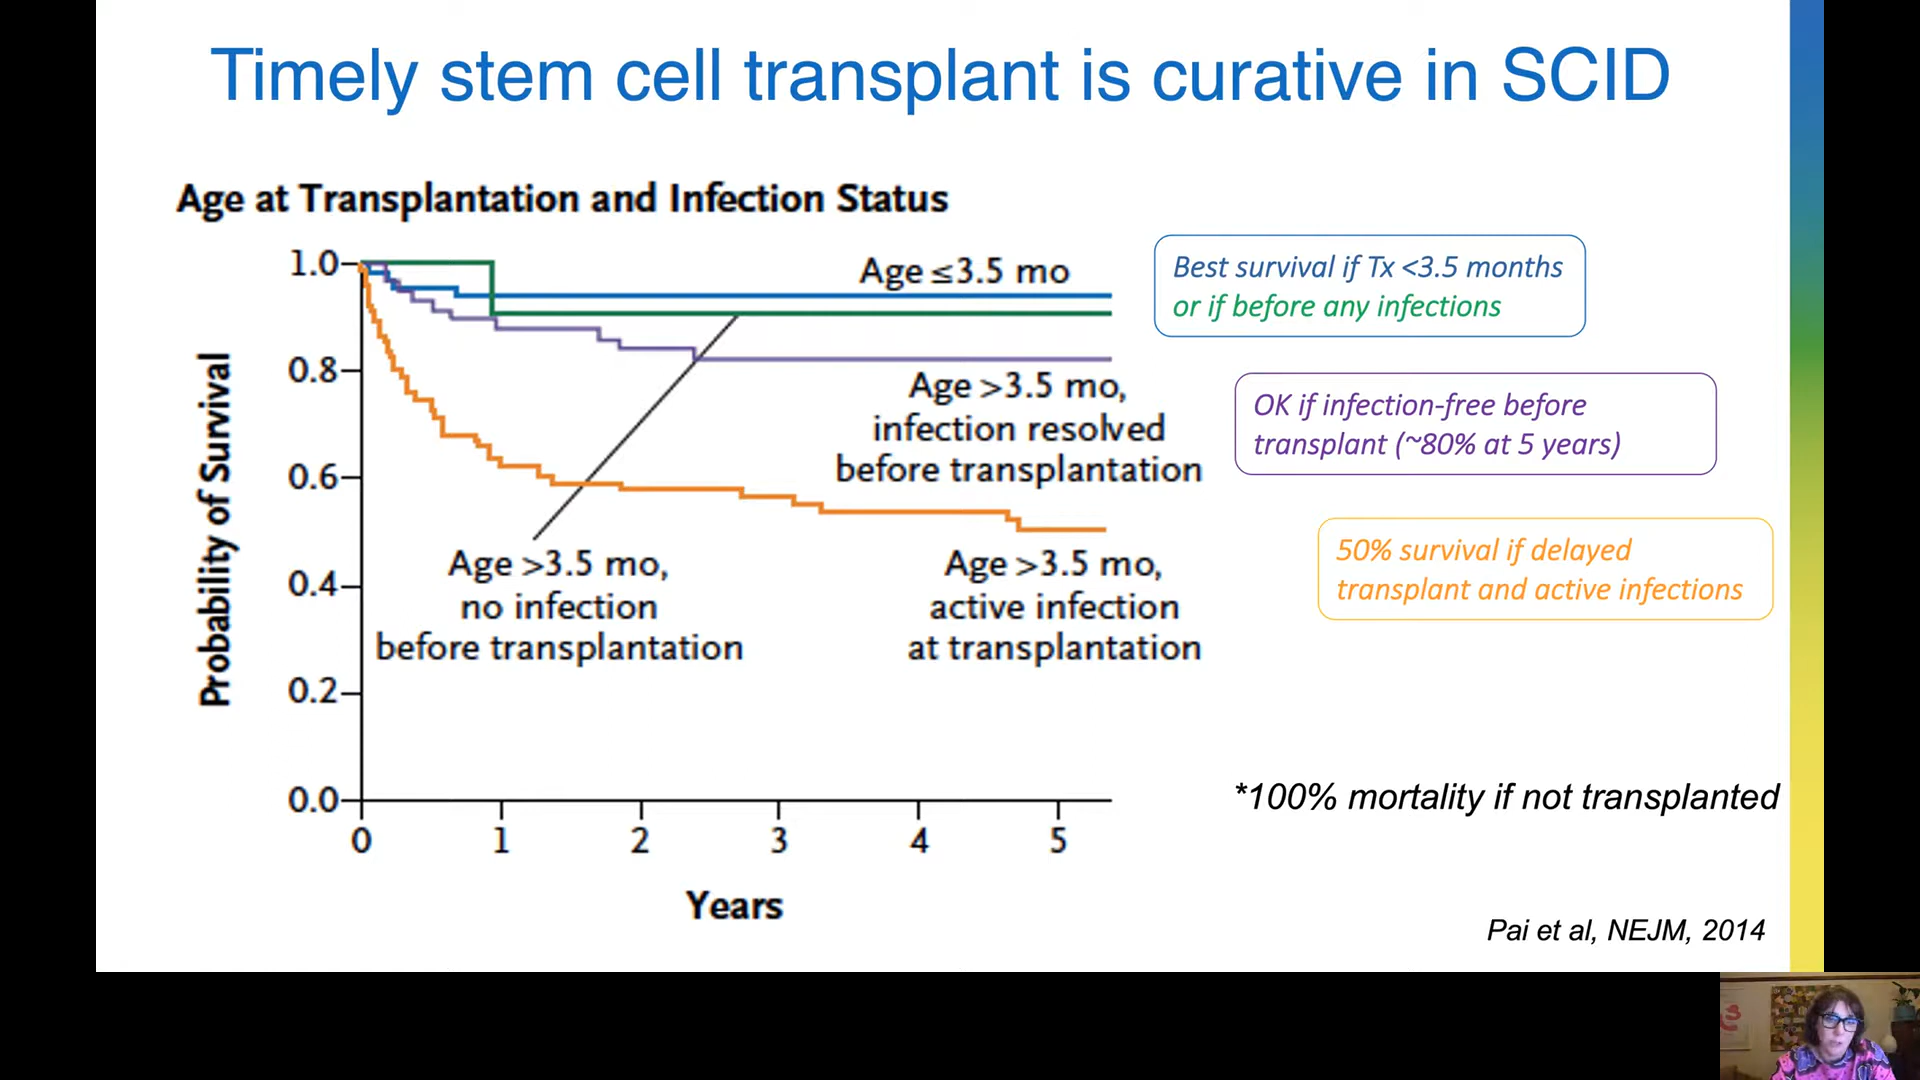 Timely stem cell transplant is curative in SCID
Age at Transplantation and Infection Status
Probability of Survival
1.0
0.8
0.6
0.4
0.2
0.0
0
1
2
3
4
5
Years
Age ≤3.5 mo
Age >3.5 mo,
infection resolved
before transplantation
Age >3.5 mo,
no infection
before transplantation
Age >3.5 mo,
active infection
at transplantation
Best survival if Tx <3.5 months
or if before any infections
OK if infection-free before
transplant (~80% at 5 years)
50% survival if delayed
transplant and active infections
*100% mortality if not transplanted
Pai et al, NEJM, 2014